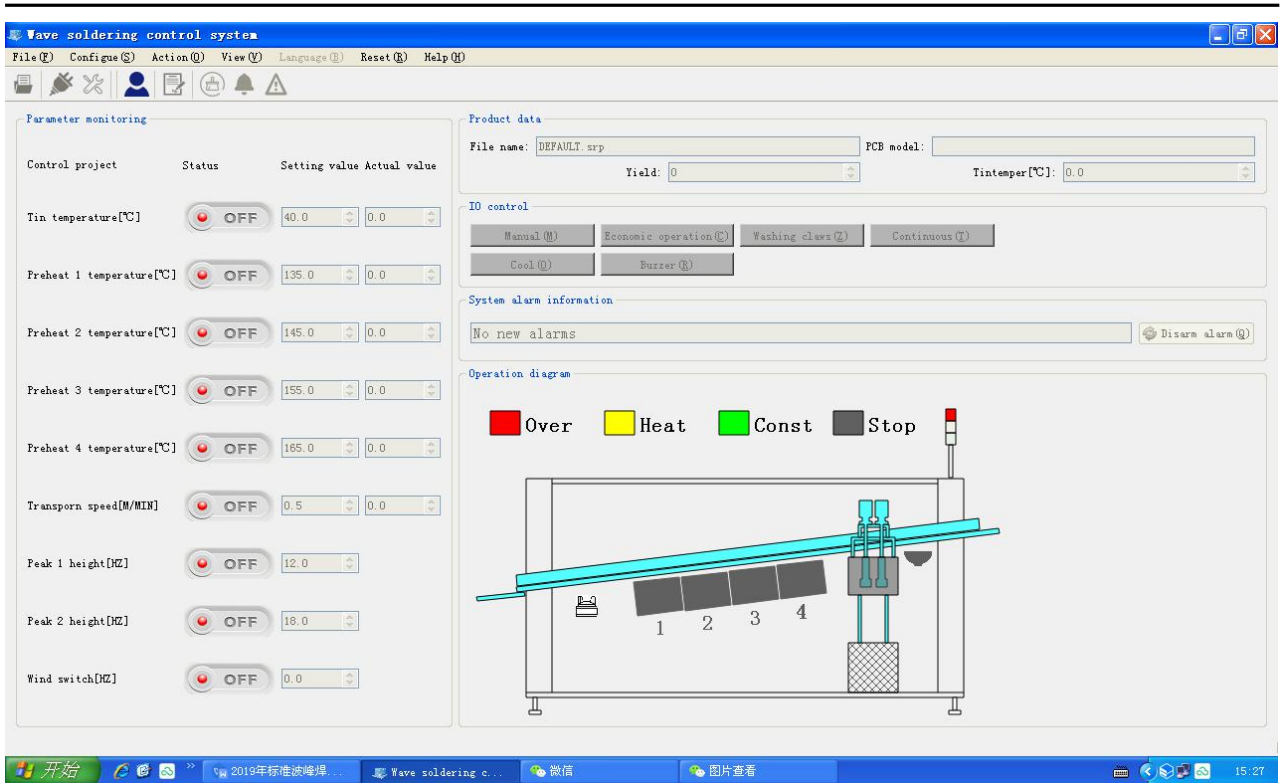 Wave soldering control system
File(F) Configue(S) Action(O) View(V) Language(B) Reset(R) Help(H)
Parameter monitoring
Control project Status Setting value Actual value
Tin temperature[℃] OFF 40.0 0.0
Preheat 1 temperature[℃] OFF 135.0 0.0
Preheat 2 temperature[℃] OFF 145.0 0.0
Preheat 3 temperature[℃] OFF 155.0 0.0
Preheat 4 temperature[℃] OFF 165.0 0.0
Transporn speed[M/MIN] OFF 0.5 0.0
Peak 1 height[HZ] OFF 12.0
Peak 2 height[HZ] OFF 18.0
Wind switch[HZ] OFF 0.0
Product data
File name: DEFAULT.srp PCB model:
Yield: 0 Tintemper[℃]: 0.0
IO control
Manual(M) Economic operation(C) Washing claws(Z) Continuous(T)
Cool(O) Buzzer(R)
System alarm information
No new alarms Disarm alarm(Q)
Operation diagram
Over Heat Const Stop
1 2 3 4
开始 2019年标准波峰焊... Wave soldering c... 微信 图片查看 15:27